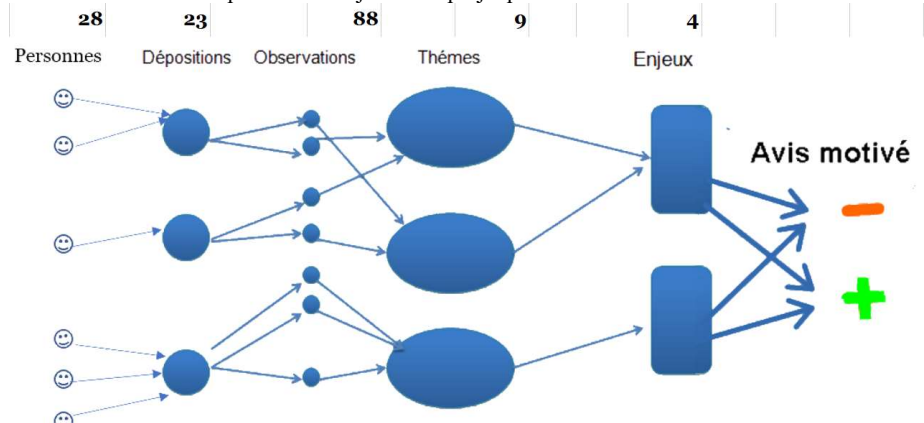 28 23 88 9 4
Personnes Dépositions Observations Thémes Enjeux
Avis motivé